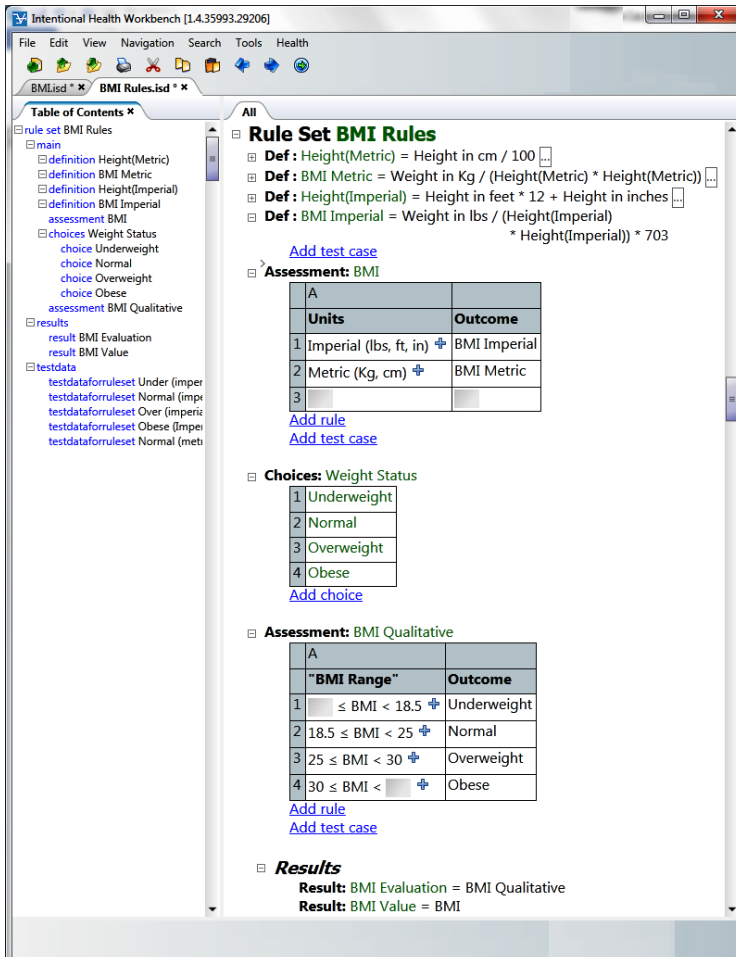 Intentional Health Workbench [1.4.35993.29206]
File Edit View Navigation Search Tools Health
BMI.isd * ✖ BMI Rules.isd * ✖
Table of Contents ✖
rule set BMI Rules
main
definition Height(Metric)
definition BMI Metric
definition Height(Imperial)
definition BMI Imperial
assessment BMI
choices Weight Status
choice Underweight
choice Normal
choice Overweight
choice Obese
assessment BMI Qualitative
results
result BMI Evaluation
result BMI Value
testdata
testdataforruleset Under (imper
testdataforruleset Normal (impe
testdataforruleset Over (imperia
testdataforruleset Obese (Imper
testdataforruleset Normal (metr
All
Rule Set BMI Rules
Def : Height(Metric) = Height in cm / 100 ...
Def : BMI Metric = Weight in Kg / (Height(Metric) * Height(Metric)) ...
Def : Height(Imperial) = Height in feet * 12 + Height in inches ...
Def : BMI Imperial = Weight in lbs / (Height(Imperial)
* Height(Imperial)) * 703
Add test case
Assessment: BMI
A
Units Outcome
1 Imperial (lbs, ft, in) BMI Imperial
2 Metric (Kg, cm) BMI Metric
3
Add rule
Add test case
Choices: Weight Status
1 Underweight
2 Normal
3 Overweight
4 Obese
Add choice
Assessment: BMI Qualitative
A
"BMI Range" Outcome
1 ≤ BMI < 18.5 Underweight
2 18.5 ≤ BMI < 25 Normal
3 25 ≤ BMI < 30 Overweight
4 30 ≤ BMI < Obese
Add rule
Add test case
Results
Result: BMI Evaluation = BMI Qualitative
Result: BMI Value = BMI